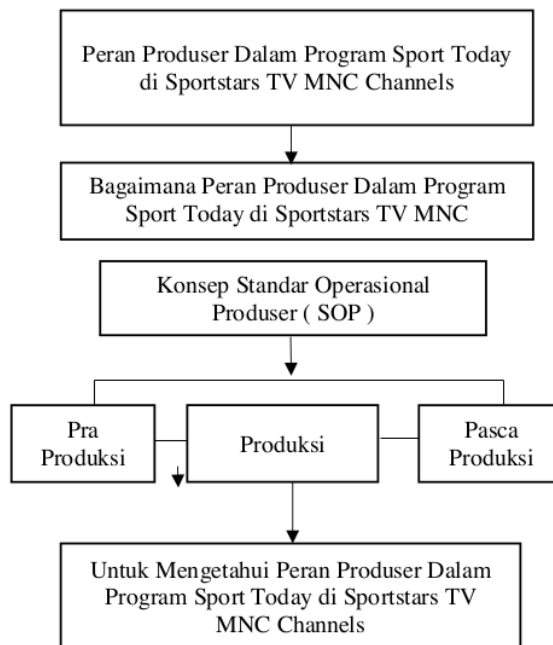 Peran Produser Dalam Program Sport Today
di Sportstars TV MNC Channels
Bagaimana Peran Produser Dalam Program
Sport Today di Sportstars TV MNC
Konsep Standar Operasional
Produser ( SOP )
Pra
Produksi
Produksi
Pasca
Produksi
Untuk Mengetahui Peran Produser Dalam
Program Sport Today di Sportstars TV
MNC Channels